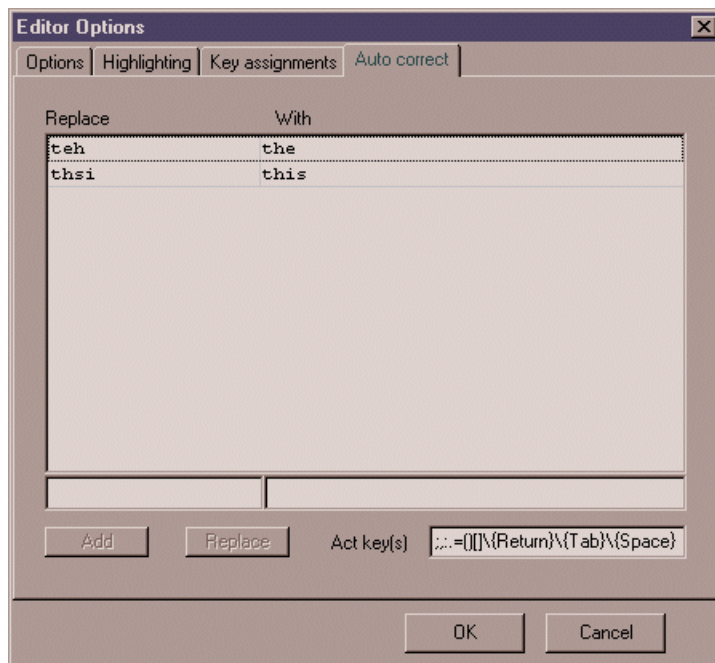 Editor Options
Options Highlighting Key assignments Auto correct
Replace With
teh the
thsi this
Add Replace Act key(s) ;,:.=()[]\{Return}\{Tab}\{Space}
OK Cancel